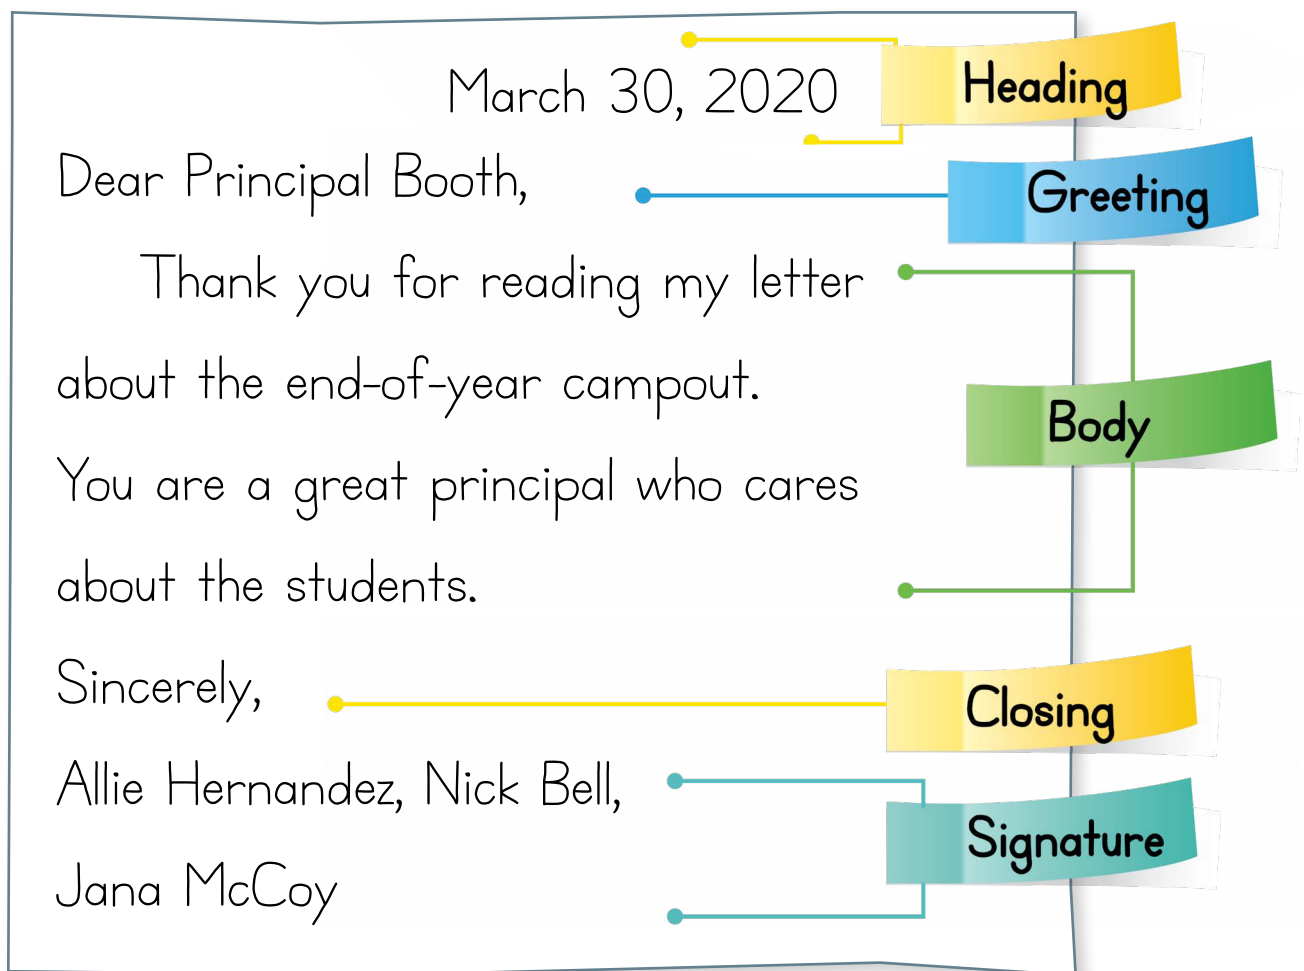 March 30, 2020
Heading
Dear Principal Booth,
Greeting
Thank you for reading my letter
about the end-of-year campout.
Body
You are a great principal who cares
about the students.
Sincerely,
Closing
Allie Hernandez, Nick Bell,
Signature
Jana McCoy